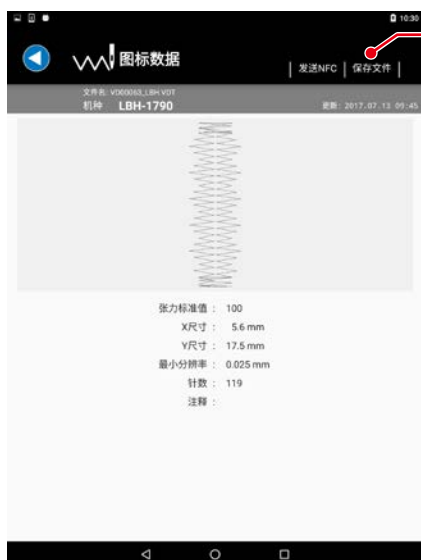 10:30
图标数据
发送NFC | 保存文件 |
文件名: VD00063_LBH.VDT
机种 LBH-1790 更新: 2017.07.13 09:45
张力标准值 : 100
X尺寸 : 5.6 mm
Y尺寸 : 17.5 mm
最小分辨率 : 0.025 mm
针数 : 119
注释 :